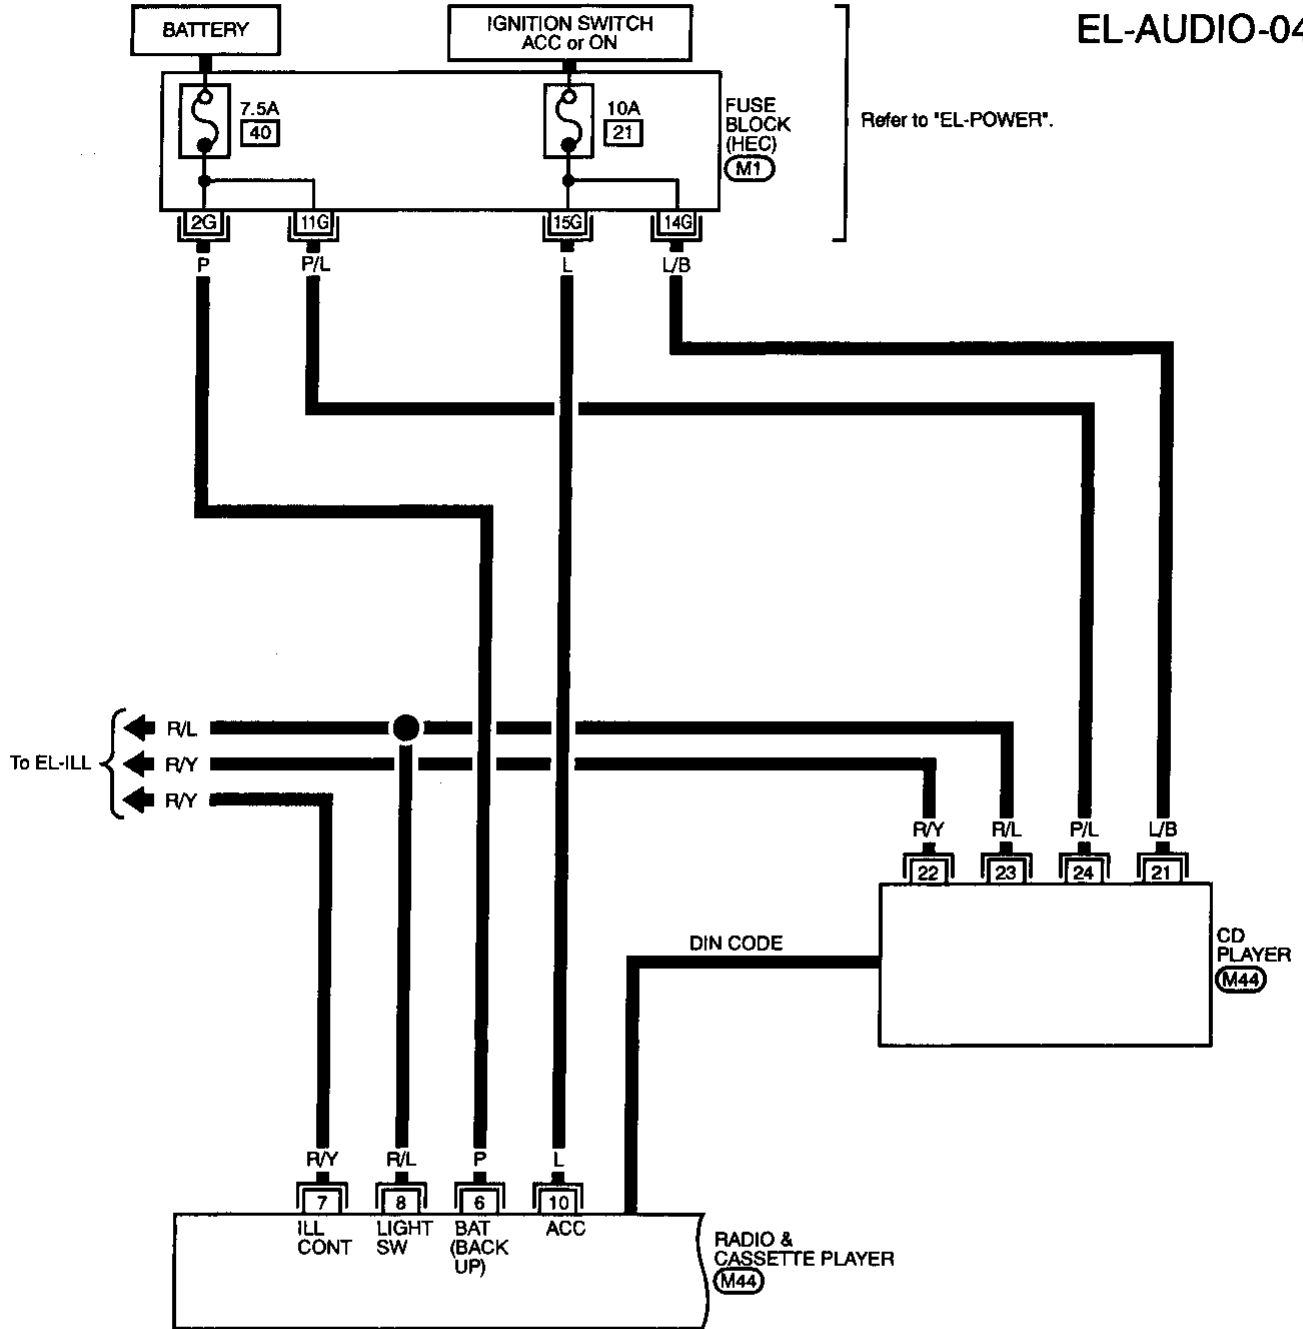 EL-AUDIO-04
BATTERY
IGNITION SWITCH
ACC or ON
7.5A
40
10A
21
FUSE
BLOCK
(HEC)
M1
Refer to "EL-POWER".
2G
11G
15G
14G
P
P/L
L
L/B
To EL-ILL
R/L
R/Y
R/Y
R/Y
R/L
P/L
L/B
22
23
24
21
DIN CODE
CD
PLAYER
M44
R/Y
R/L
P
L
7
8
6
10
ILL
CONT
LIGHT
SW
BAT
(BACK
UP)
ACC
RADIO &
CASSETTE PLAYER
M44